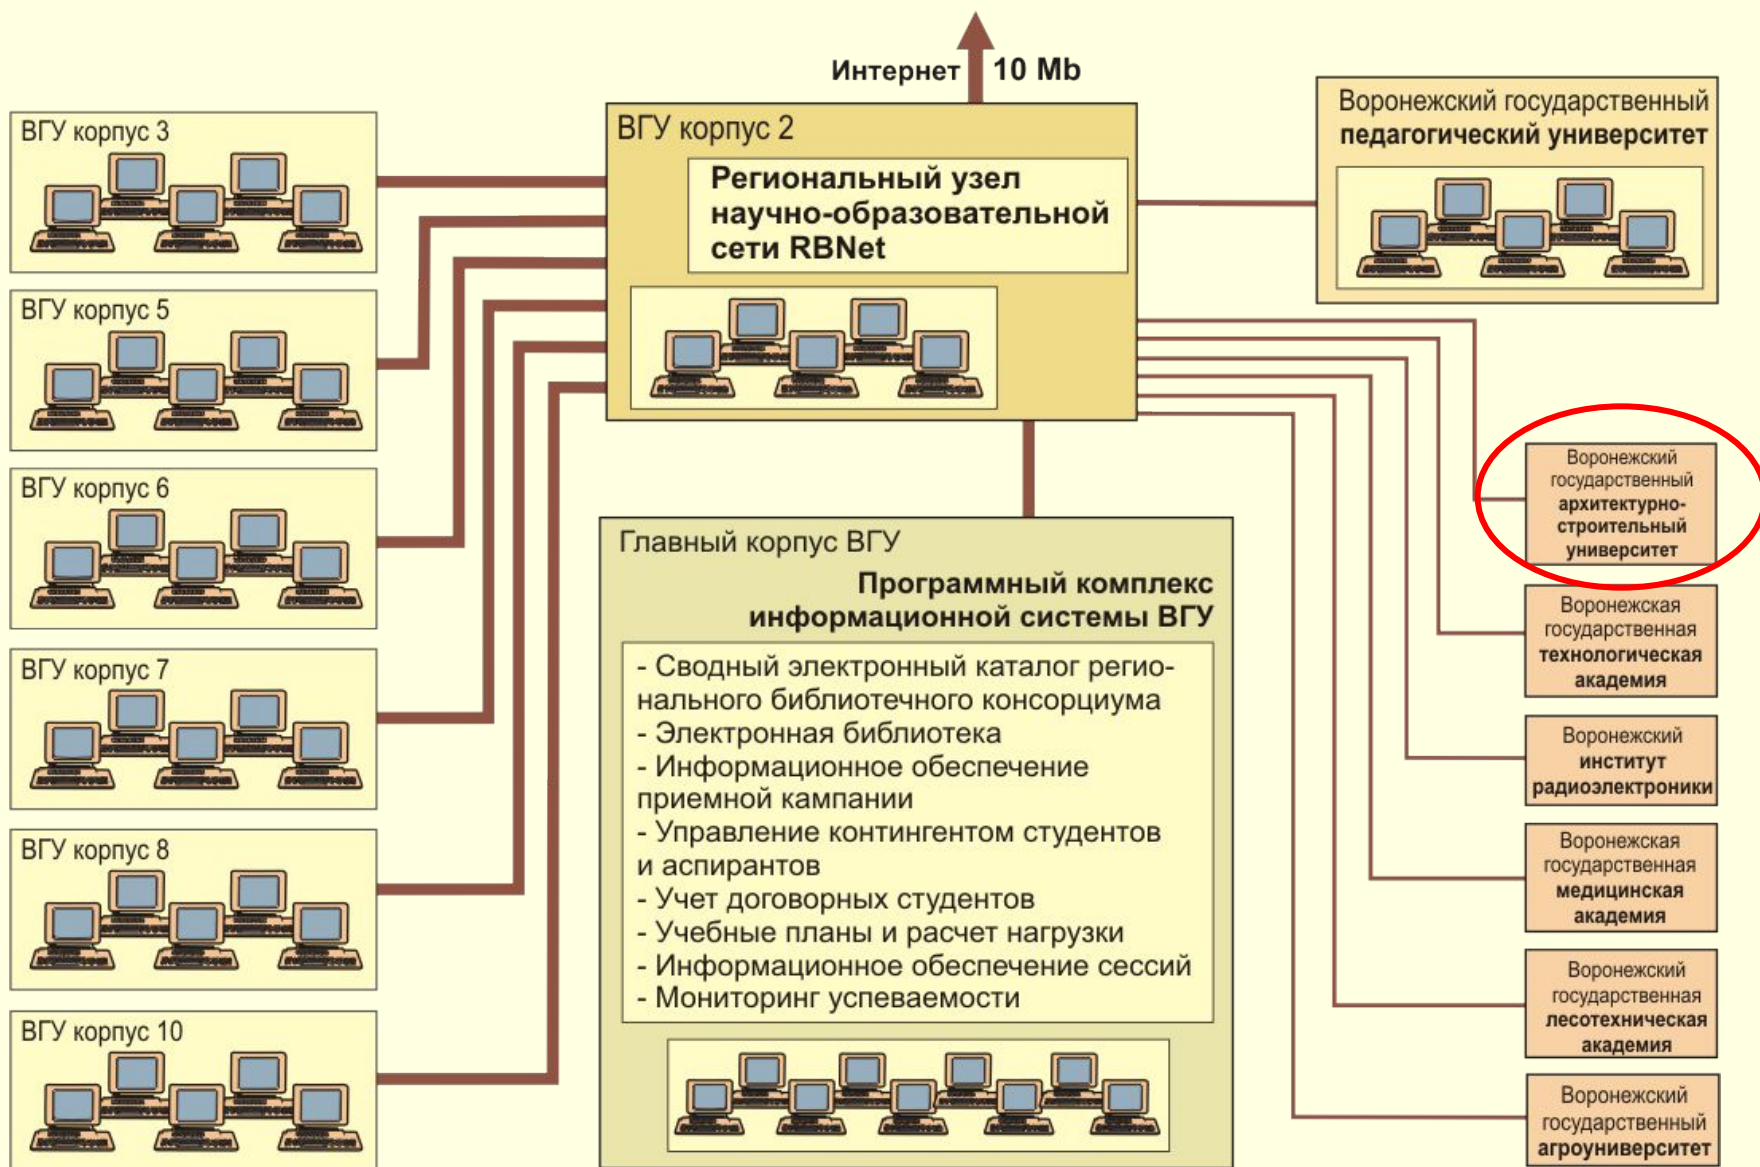 Интернет 10 Mb
ВГУ корпус 3
ВГУ корпус 5
ВГУ корпус 6
ВГУ корпус 7
ВГУ корпус 8
ВГУ корпус 10
ВГУ корпус 2
Региональный узел
научно-образовательной
сети RBNet
Главный корпус ВГУ
Программный комплекс
информационной системы ВГУ
- Сводный электронный каталог регио-
нального библиотечного консорциума
- Электронная библиотека
- Информационное обеспечение
приемной кампании
- Управление контингентом студентов
и аспирантов
- Учет договорных студентов
- Учебные планы и расчет нагрузки
- Информационное обеспечение сессий
- Мониторинг успеваемости
Воронежский государственный
педагогический университет
Воронежский
государственный
архитектурно-
строительный
университет
Воронежская
государственная
технологическая
академия
Воронежский
институт
радиоэлектроники
Воронежская
государственная
медицинская
академия
Воронежский
государственная
лесотехническая
академия
Воронежский
государственный
агроуниверситет